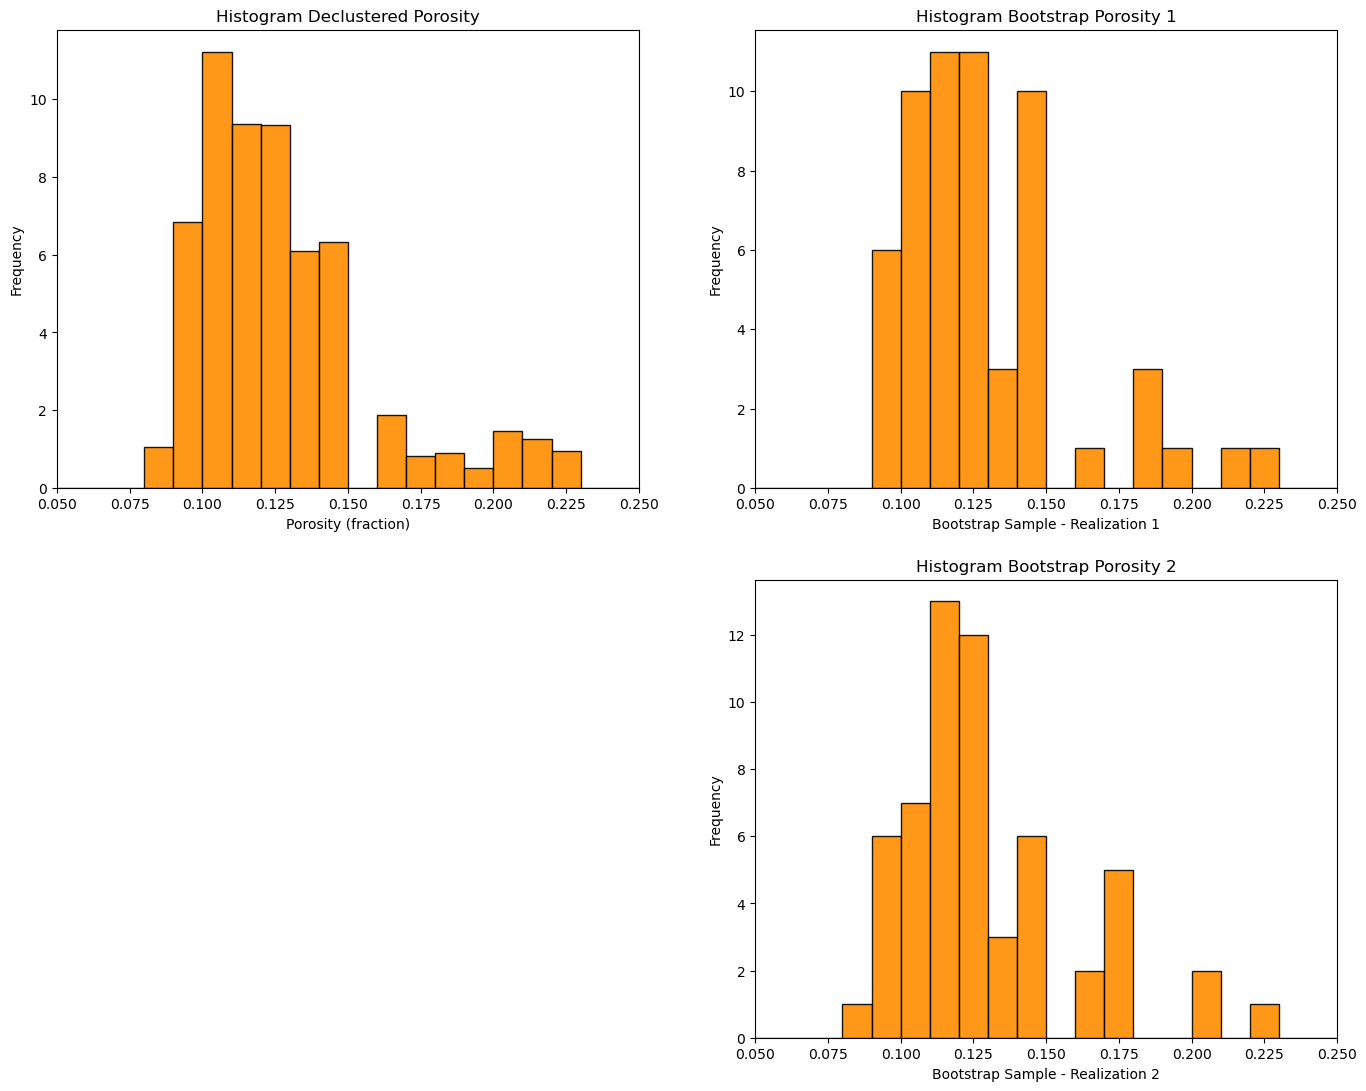 Histogram Declustered Porosity
Frequency
10
8
6
4
2
0
0.050 0.075 0.100 0.125 0.150 0.175 0.200 0.225 0.250
Porosity (fraction)
Histogram Bootstrap Porosity 1
Frequency
10
8
6
4
2
0
0.050 0.075 0.100 0.125 0.150 0.175 0.200 0.225 0.250
Bootstrap Sample - Realization 1
Histogram Bootstrap Porosity 2
Frequency
12
10
8
6
4
2
0
0.050 0.075 0.100 0.125 0.150 0.175 0.200 0.225 0.250
Bootstrap Sample - Realization 2